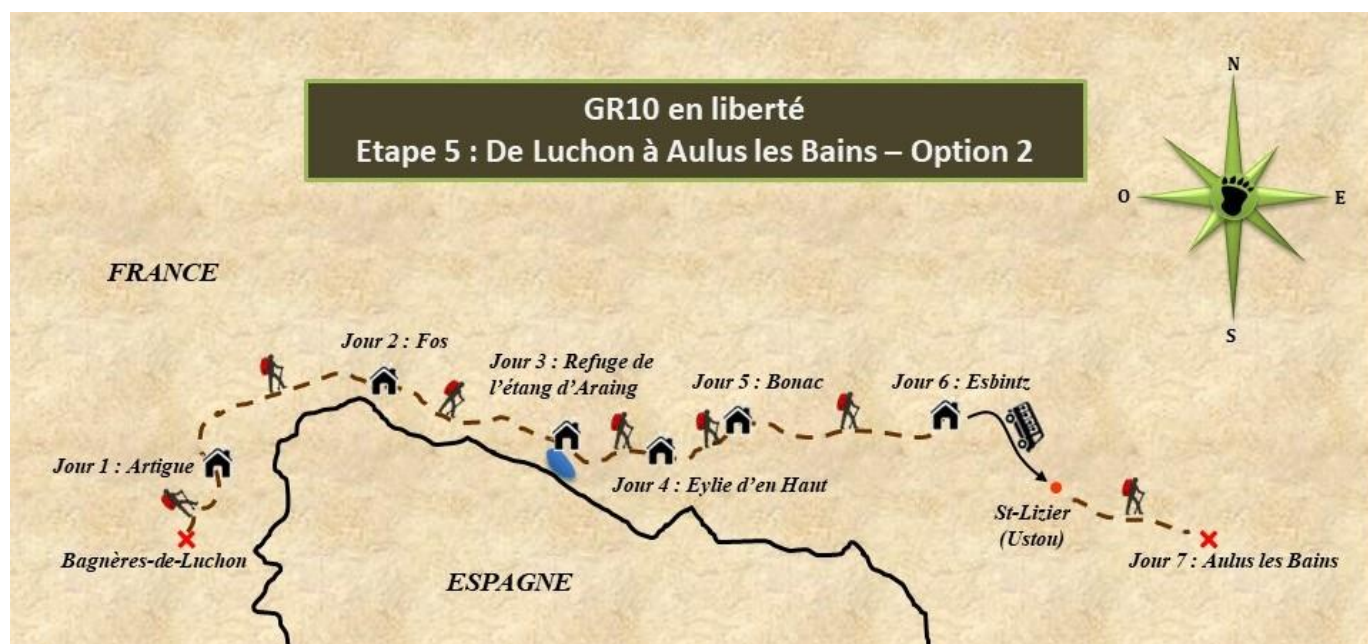 GR10 en liberté
Etape 5 : De Luchon à Aulus les Bains – Option 2
N
O
E
S
FRANCE
Jour 2 : Fos
Jour 3 : Refuge de
l'étang d'Araing
Jour 5 : Bonac
Jour 6 : Esbintz
Jour 1 : Artigue
Jour 4 : Eylie d'en Haut
St-Lizier
(Ustou)
Bagnères-de-Luchon
Jour 7 : Aulus les Bains
ESPAGNE